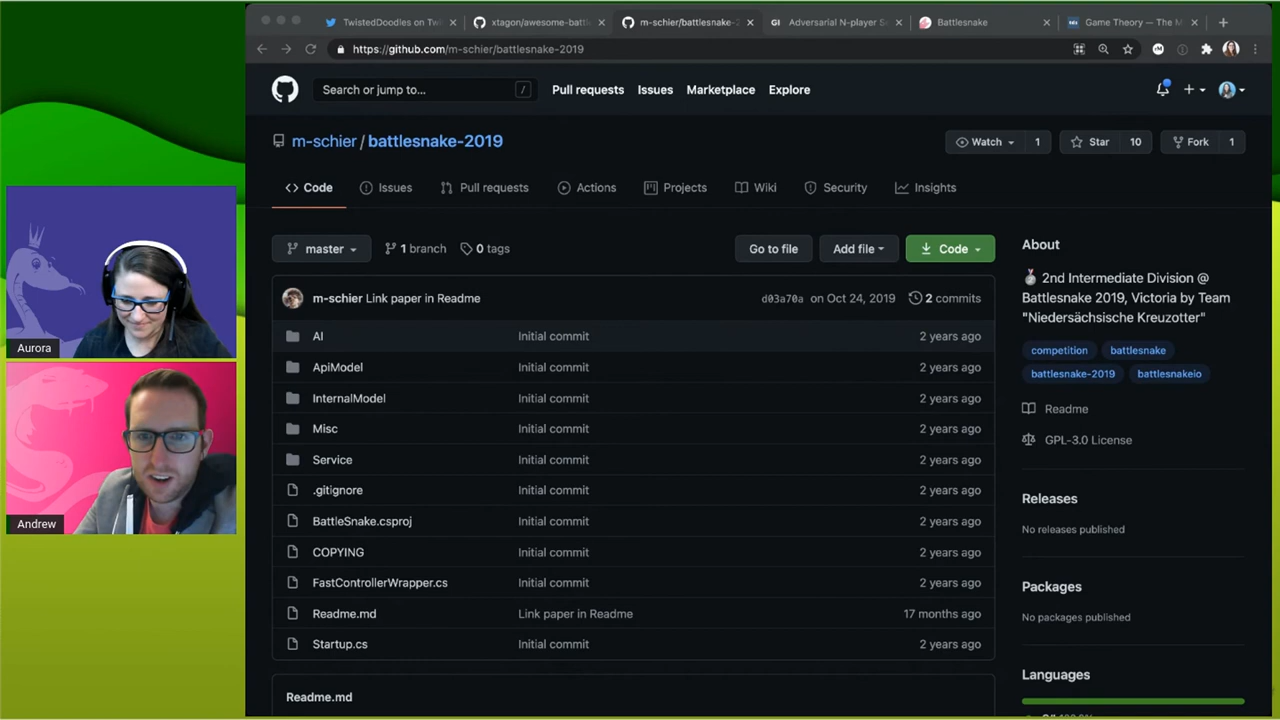 TwistedDoodles on Twi
xtagon/awesome-battl
m-schier/battlesnake-2
Adversarial N-player S
Battlesnake
Game Theory — The M
https://github.com/m-schier/battlesnake-2019
Search or jump to... /
Pull requests Issues Marketplace Explore
m-schier / battlesnake-2019
Watch 1 Star 10 Fork 1
Code Issues Pull requests Actions Projects Wiki Security Insights
master 1 branch 0 tags Go to file Add file Code
m-schier Link paper in Readme d03a70a on Oct 24, 2019 2 commits
AI Initial commit 2 years ago
ApiModel Initial commit 2 years ago
InternalModel Initial commit 2 years ago
Misc Initial commit 2 years ago
Service Initial commit 2 years ago
.gitignore Initial commit 2 years ago
BattleSnake.csproj Initial commit 2 years ago
COPYING Initial commit 2 years ago
FastControllerWrapper.cs Initial commit 2 years ago
Readme.md Link paper in Readme 17 months ago
Startup.cs Initial commit 2 years ago
Readme.md
About
2nd Intermediate Division @
Battlesnake 2019, Victoria by Team
"Niedersächsische Kreuzotter"
competition battlesnake
battlesnake-2019 battlesnakeio
Readme
GPL-3.0 License
Releases
No releases published
Packages
No packages published
Languages
Aurora
Andrew